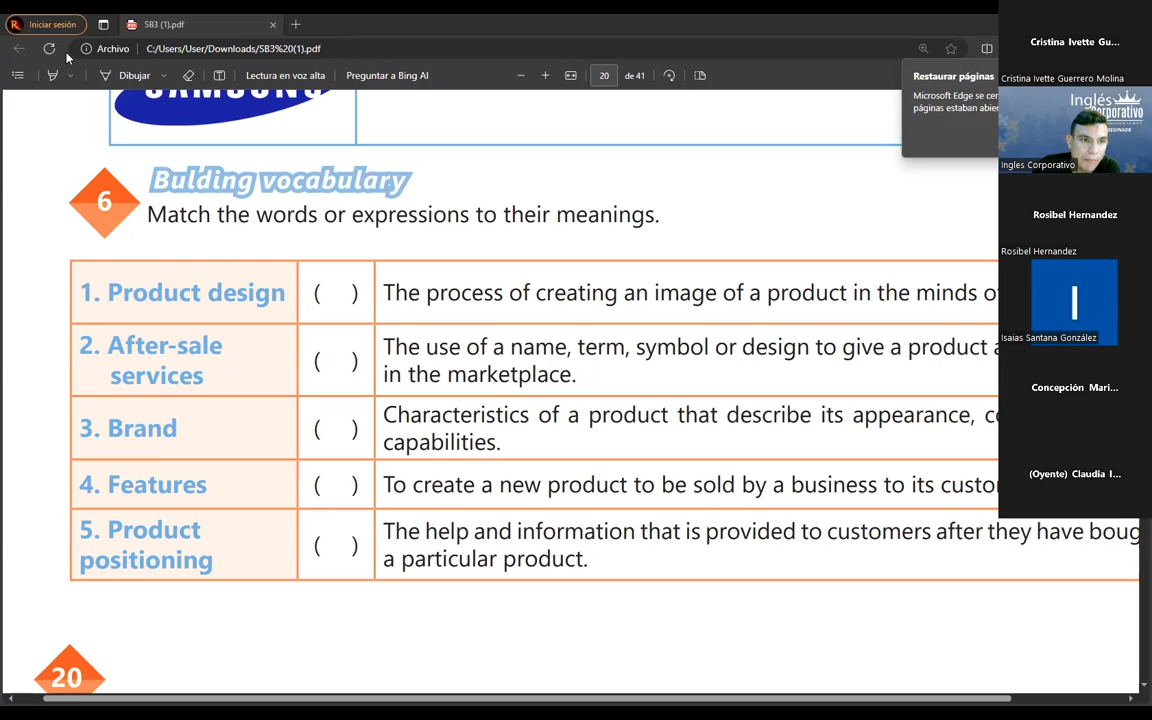 R Iniciar sesión
SB3 (1).pdf
Archivo
C:/Users/User/Downloads/SB3%20(1).pdf
Dibujar
Lectura en voz alta
Preguntar a Bing AI
20 de 41
Restaurar páginas
Microsoft Edge se cer
páginas estaban abier
SAMSUNG
6
Bulding vocabulary
Match the words or expressions to their meanings.
1. Product design ( ) The process of creating an image of a product in the minds o
2. After-sale services ( ) The use of a name, term, symbol or design to give a product
in the marketplace.
3. Brand ( ) Characteristics of a product that describe its appearance,
capabilities.
4. Features ( ) To create a new product to be sold by a business to its custo
5. Product positioning ( ) The help and information that is provided to customers after they have boug
a particular product.
20
Cristina Ivette Gu...
Cristina Ivette Guerrero Molina
Inglés
Corporativo
BEGINNER
Ingles Corporativo
Rosibel Hernandez
Rosibel Hernandez
I
Isaias Santana González
Concepción Mari...
(Oyente) Claudia I...